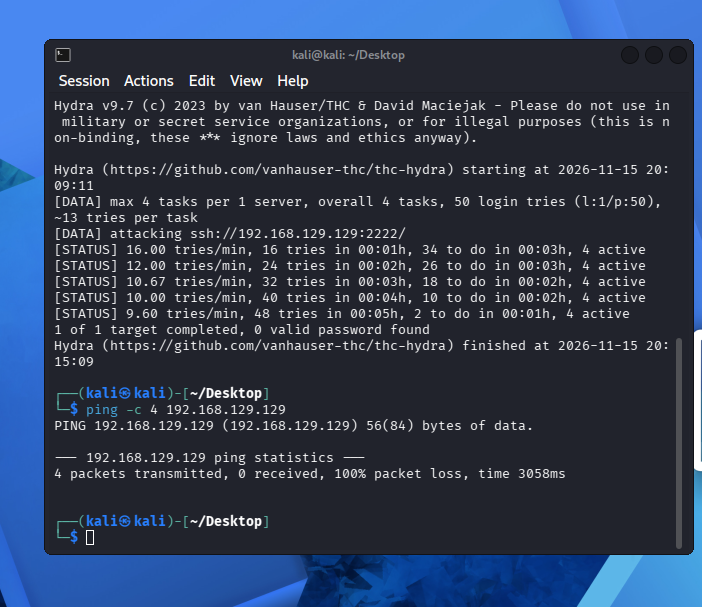 kali@kali: ~/Desktop
Session Actions Edit View Help
Hydra v9.7 (c) 2023 by van Hauser/THC & David Maciejak - Please do not use in
 military or secret service organizations, or for illegal purposes (this is n
on-binding, these *** ignore laws and ethics anyway).
Hydra (https://github.com/vanhauser-thc/thc-hydra) starting at 2026-11-15 20:
09:11
[DATA] max 4 tasks per 1 server, overall 4 tasks, 50 login tries (l:1/p:50),
~13 tries per task
[DATA] attacking ssh://192.168.129.129:2222/
[STATUS] 16.00 tries/min, 16 tries in 00:01h, 34 to do in 00:03h, 4 active
[STATUS] 12.00 tries/min, 24 tries in 00:02h, 26 to do in 00:03h, 4 active
[STATUS] 10.67 tries/min, 32 tries in 00:03h, 18 to do in 00:02h, 4 active
[STATUS] 10.00 tries/min, 40 tries in 00:04h, 10 to do in 00:02h, 4 active
[STATUS] 9.60 tries/min, 48 tries in 00:05h, 2 to do in 00:01h, 4 active
1 of 1 target completed, 0 valid password found
Hydra (https://github.com/vanhauser-thc/thc-hydra) finished at 2026-11-15 20:
15:09
┌──(kali㉿kali)-[~/Desktop]
└─$ ping -c 4 192.168.129.129
PING 192.168.129.129 (192.168.129.129) 56(84) bytes of data.
--- 192.168.129.129 ping statistics ---
4 packets transmitted, 0 received, 100% packet loss, time 3058ms
┌──(kali㉿kali)-[~/Desktop]
└─$